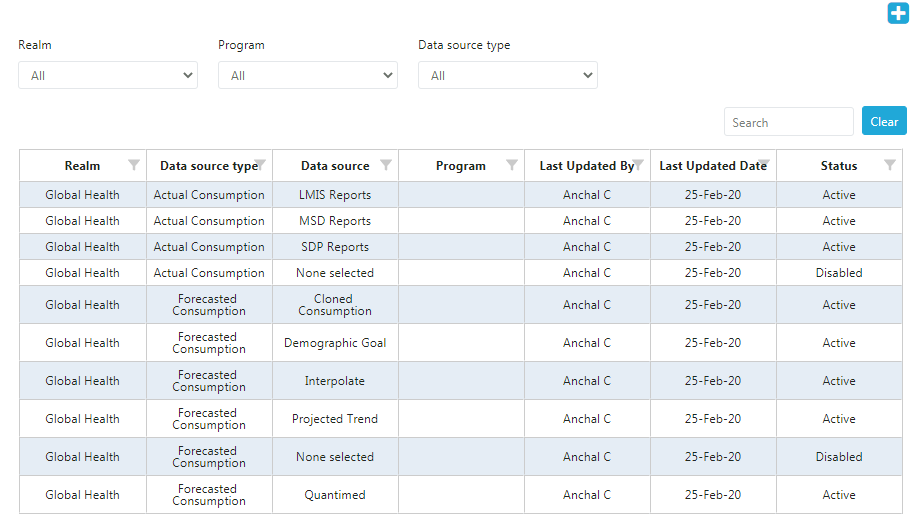 Realm Program Data source type
All All All
Search Clear
Realm Data source type Data source Program Last Updated By Last Updated Date Status
Global Health Actual Consumption LMIS Reports Anchal C 25-Feb-20 Active
Global Health Actual Consumption MSD Reports Anchal C 25-Feb-20 Active
Global Health Actual Consumption SDP Reports Anchal C 25-Feb-20 Active
Global Health Actual Consumption None selected Anchal C 25-Feb-20 Disabled
Global Health Forecasted Consumption Cloned Consumption Anchal C 25-Feb-20 Active
Global Health Forecasted Consumption Demographic Goal Anchal C 25-Feb-20 Active
Global Health Forecasted Consumption Interpolate Anchal C 25-Feb-20 Active
Global Health Forecasted Consumption Projected Trend Anchal C 25-Feb-20 Active
Global Health Forecasted Consumption None selected Anchal C 25-Feb-20 Disabled
Global Health Forecasted Consumption Quantimed Anchal C 25-Feb-20 Active